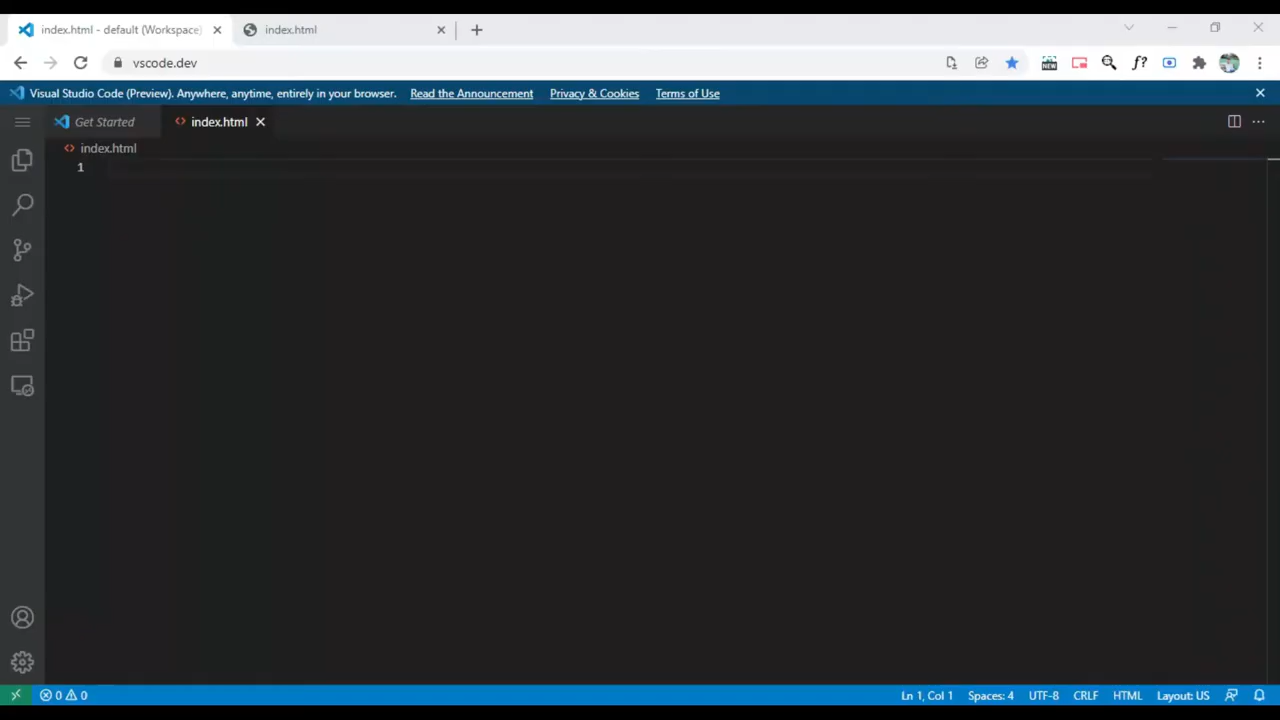 index.html - default (Workspace)
index.html
vscode.dev
NEW
f?
Visual Studio Code (Preview). Anywhere, anytime, entirely in your browser. Read the Announcement Privacy & Cookies Terms of Use
Get Started
index.html
index.html
1
0 0
Ln 1, Col 1 Spaces: 4 UTF-8 CRLF HTML Layout: US